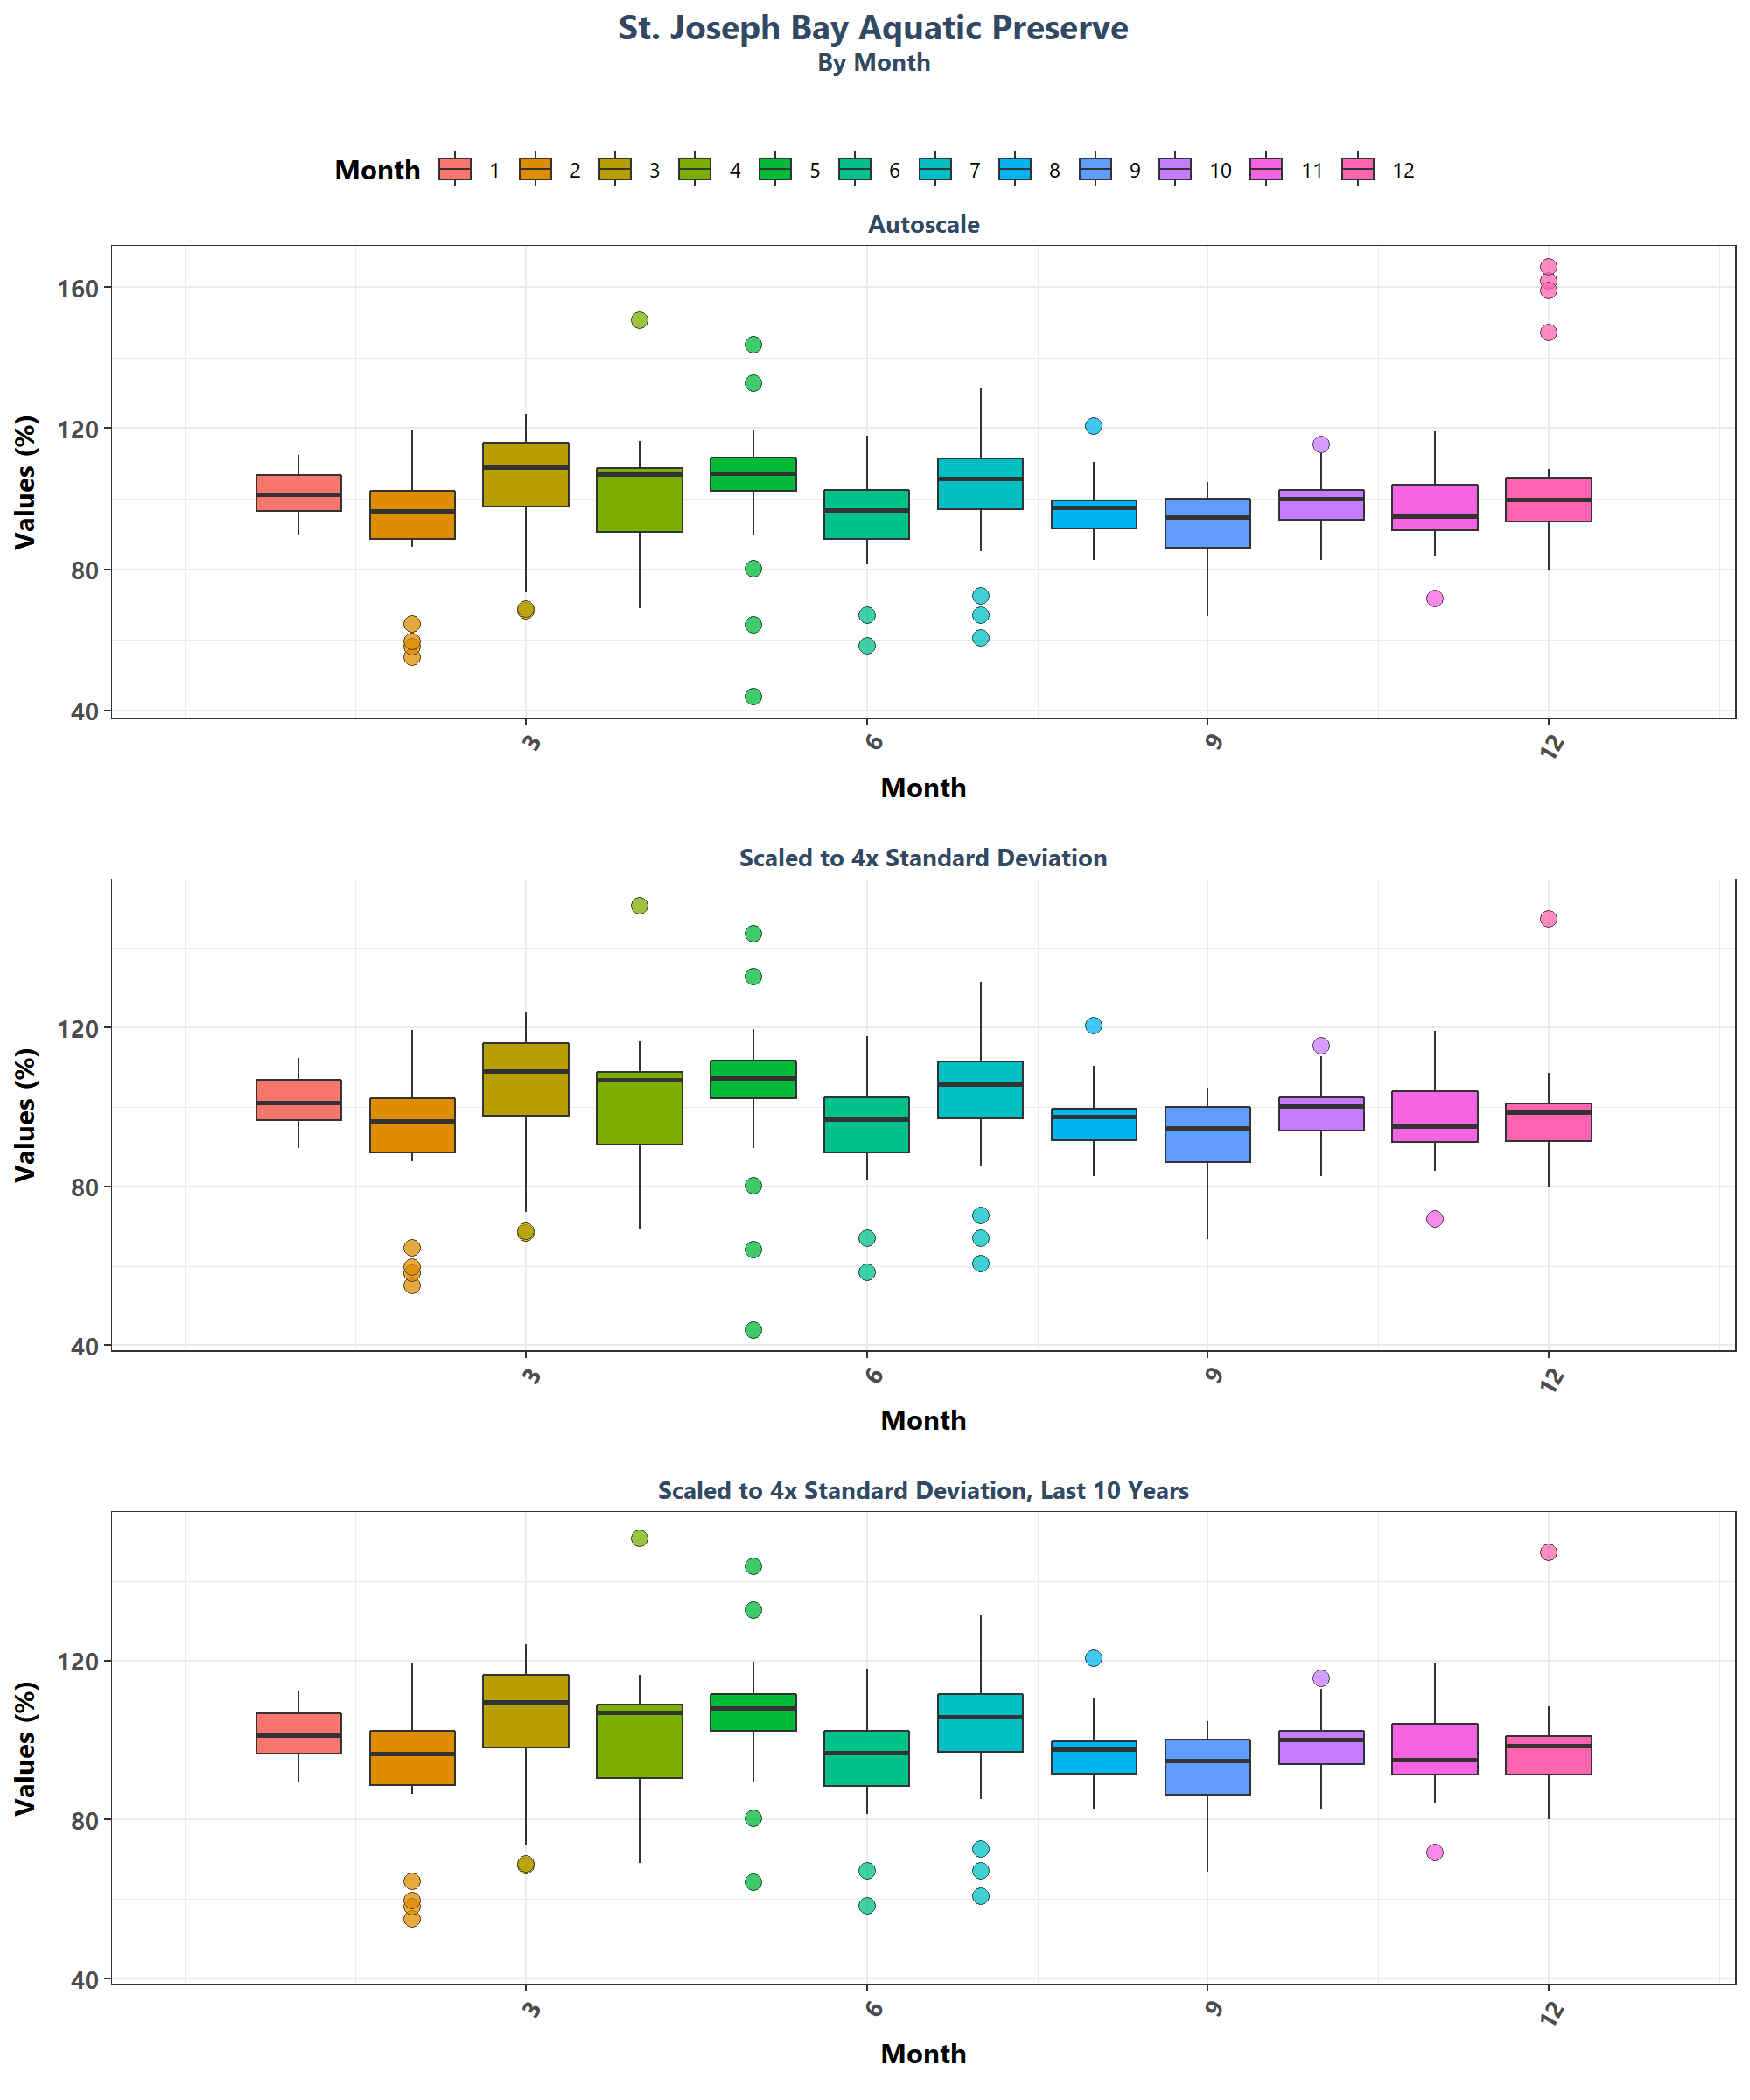 St. Joseph Bay Aquatic Preserve
By Month
Month 1 2 3 4 5 6 7 8 9 10 11 12
Autoscale
160
120
80
40
Values (%)
3 6 9 12
Month
Scaled to 4x Standard Deviation
120
80
40
Values (%)
3 6 9 12
Month
Scaled to 4x Standard Deviation, Last 10 Years
120
80
40
Values (%)
3 6 9 12
Month